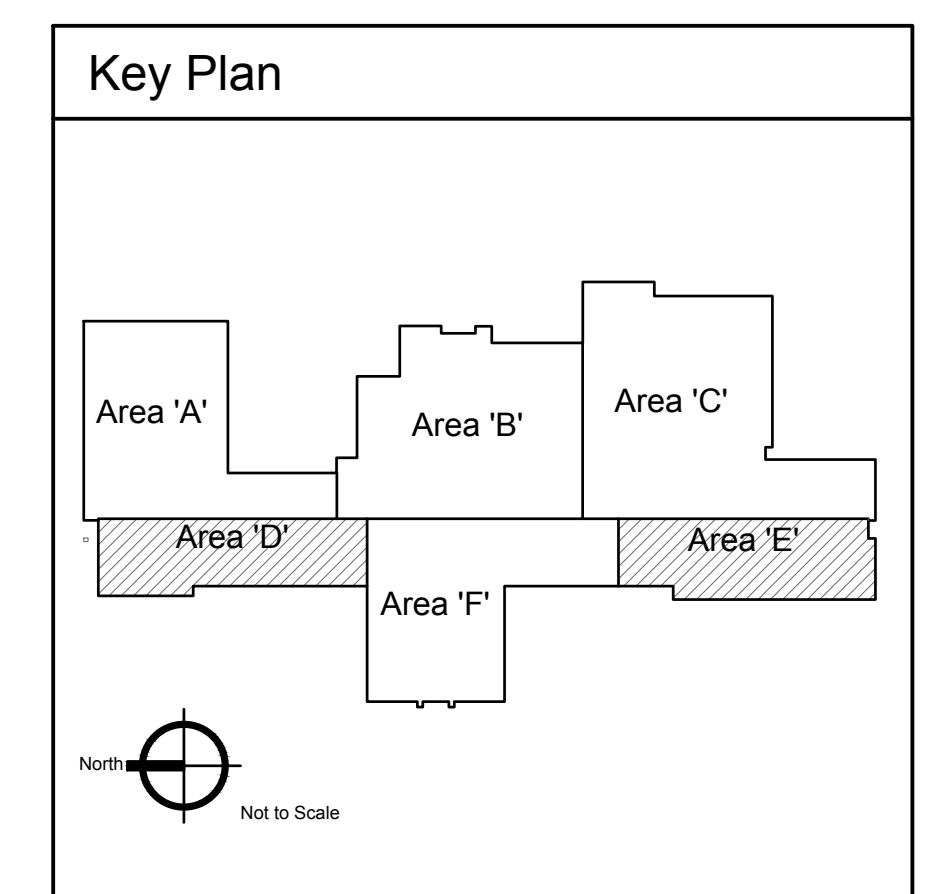 Key Plan
Area 'A'
Area 'B'
Area 'C'
Area 'D'
Area 'E'
Area 'F'
North
Not to Scale